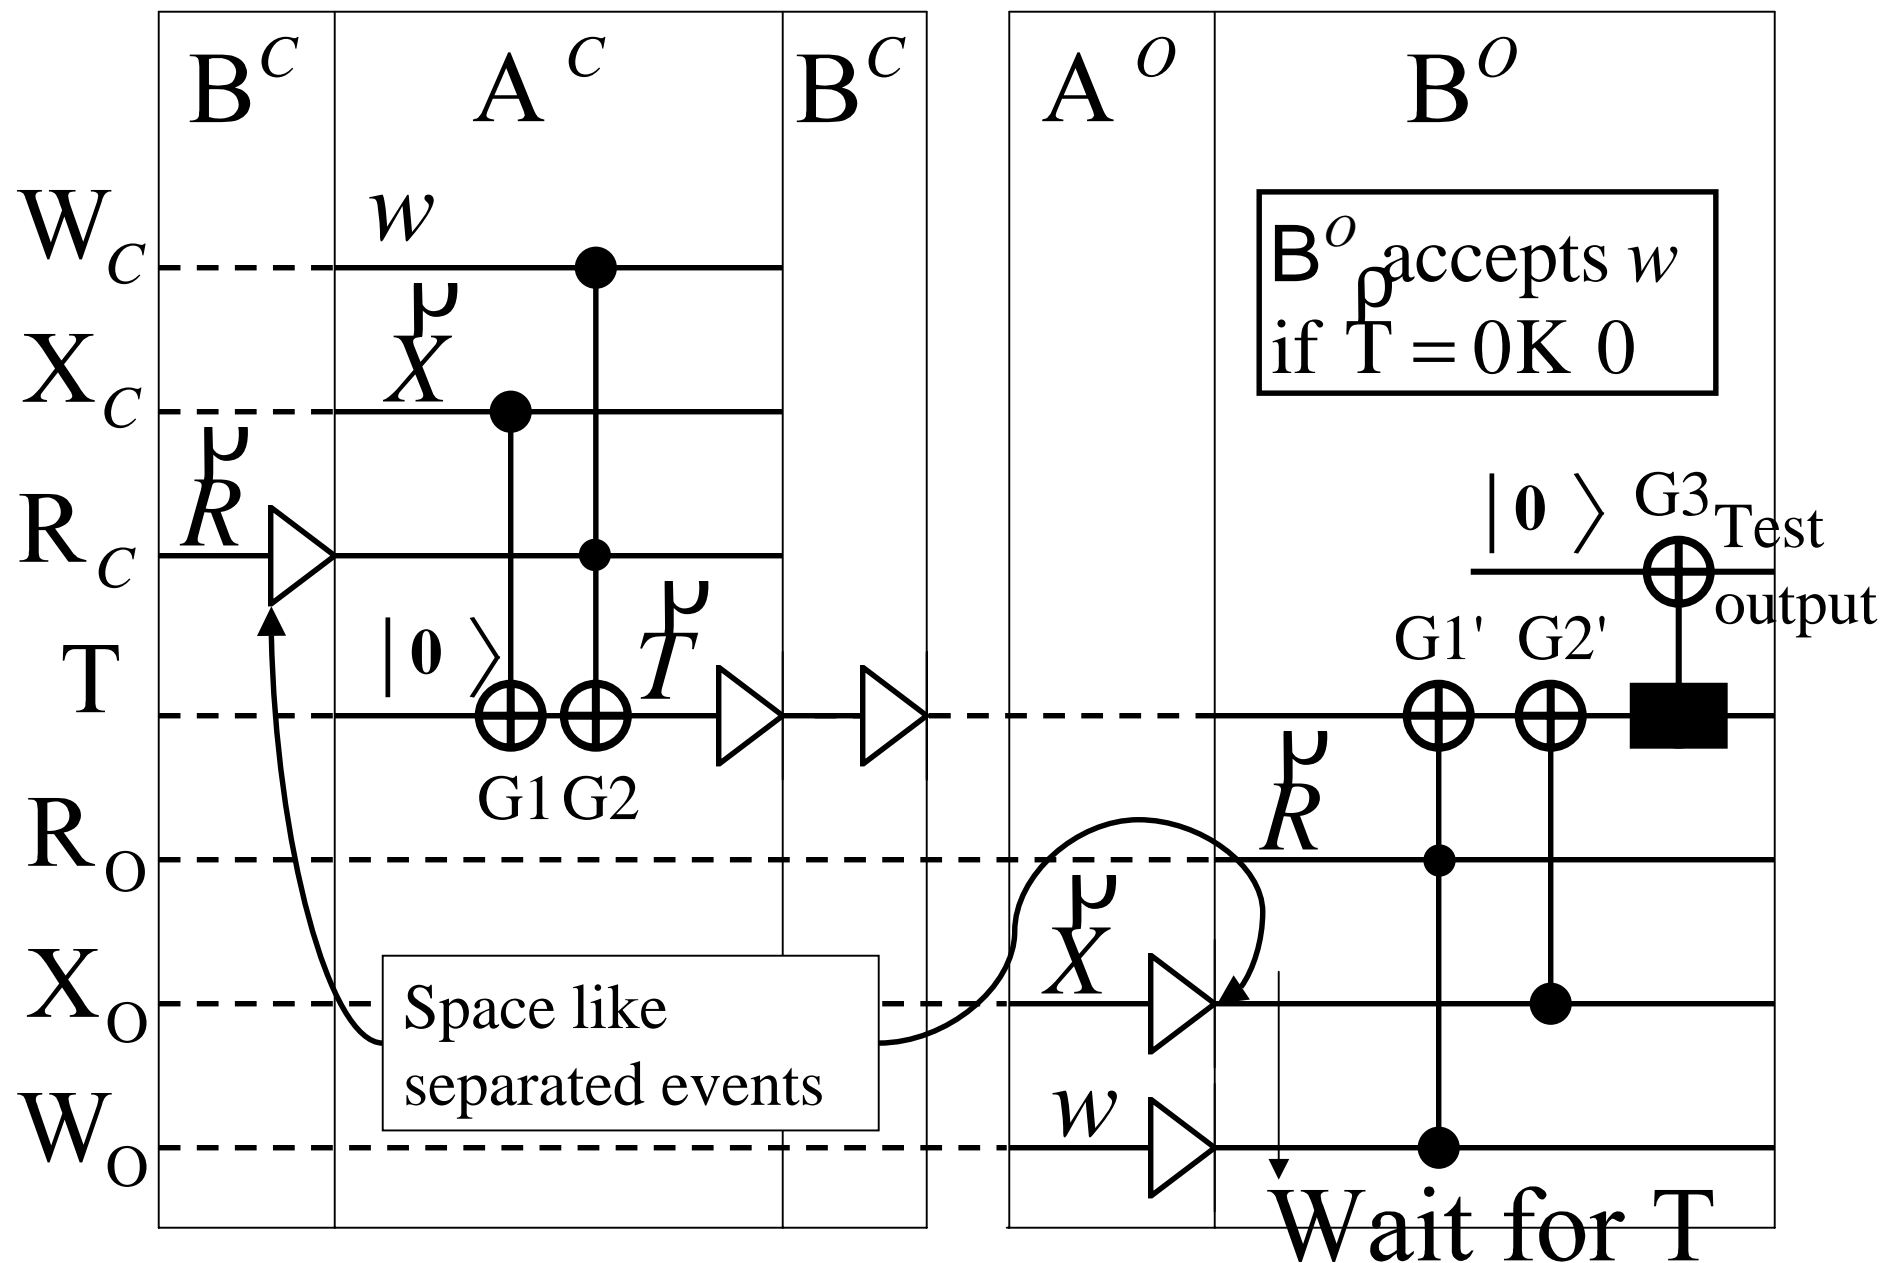 B^C A^C B^C A^O B^O
W_C w
B^O accepts w
ρ
if T = 0K 0
μ
X_C X
μ
R_C R
|0⟩ G3 Test
output
μ
T |0⟩ T G1' G2'
G1 G2
μ
R_O R
μ
X_O X
Space like
separated events
W_O w
Wait for T